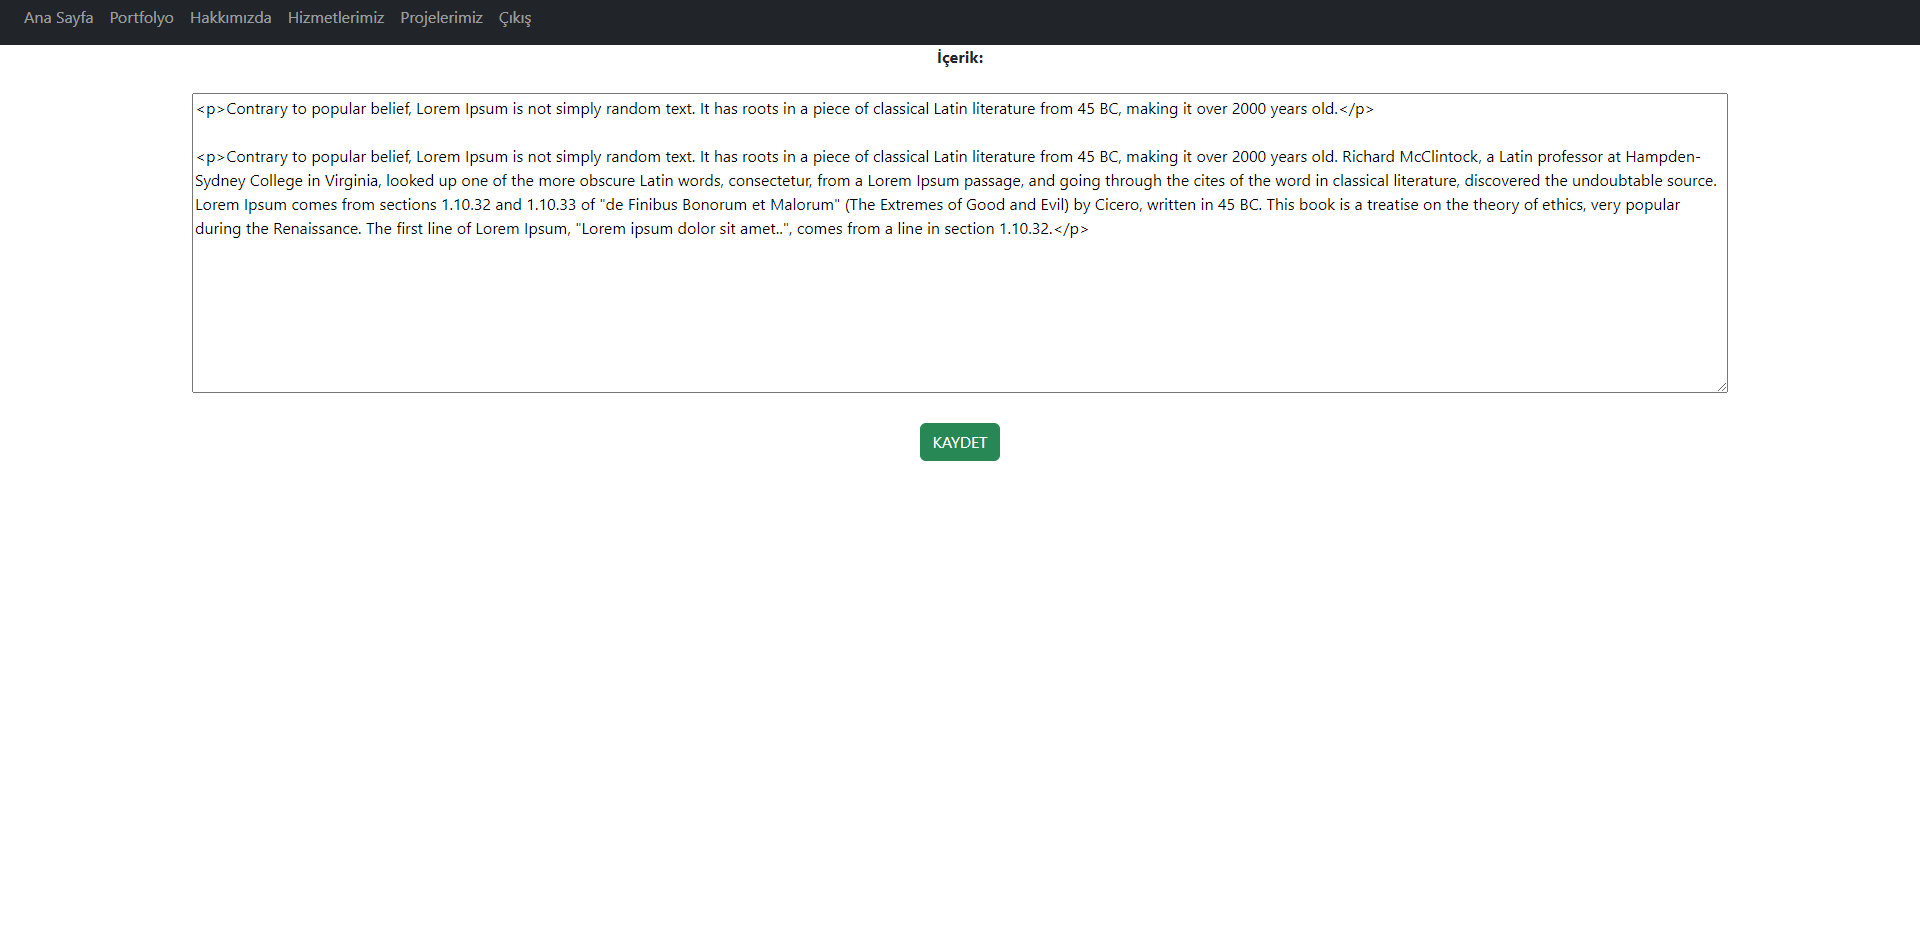 Ana Sayfa Portfolyo Hakkımızda Hizmetlerimiz Projelerimiz Çıkış
İçerik:
<p>Contrary to popular belief, Lorem Ipsum is not simply random text. It has roots in a piece of classical Latin literature from 45 BC, making it over 2000 years old.</p>
<p>Contrary to popular belief, Lorem Ipsum is not simply random text. It has roots in a piece of classical Latin literature from 45 BC, making it over 2000 years old. Richard McClintock, a Latin professor at Hampden-
Sydney College in Virginia, looked up one of the more obscure Latin words, consectetur, from a Lorem Ipsum passage, and going through the cites of the word in classical literature, discovered the undoubtable source.
Lorem Ipsum comes from sections 1.10.32 and 1.10.33 of "de Finibus Bonorum et Malorum" (The Extremes of Good and Evil) by Cicero, written in 45 BC. This book is a treatise on the theory of ethics, very popular
during the Renaissance. The first line of Lorem Ipsum, "Lorem ipsum dolor sit amet..", comes from a line in section 1.10.32.</p>
KAYDET